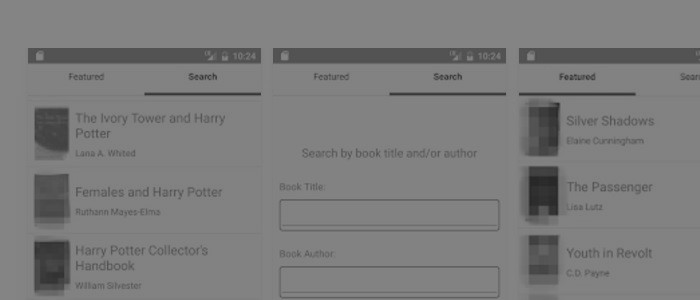 10:24
Featured
Search
The Ivory Tower and Harry
Potter
Lana A. Whited
Females and Harry Potter
Ruthann Mayes-Elma
Harry Potter Collector's
Handbook
William Silvester
10:24
Featured
Search
Search by book title and/or author
Book Title:
Book Author:
Featured
Sear
Silver Shadows
Elaine Cunningham
The Passenger
Lisa Lutz
Youth in Revolt
C.D. Payne